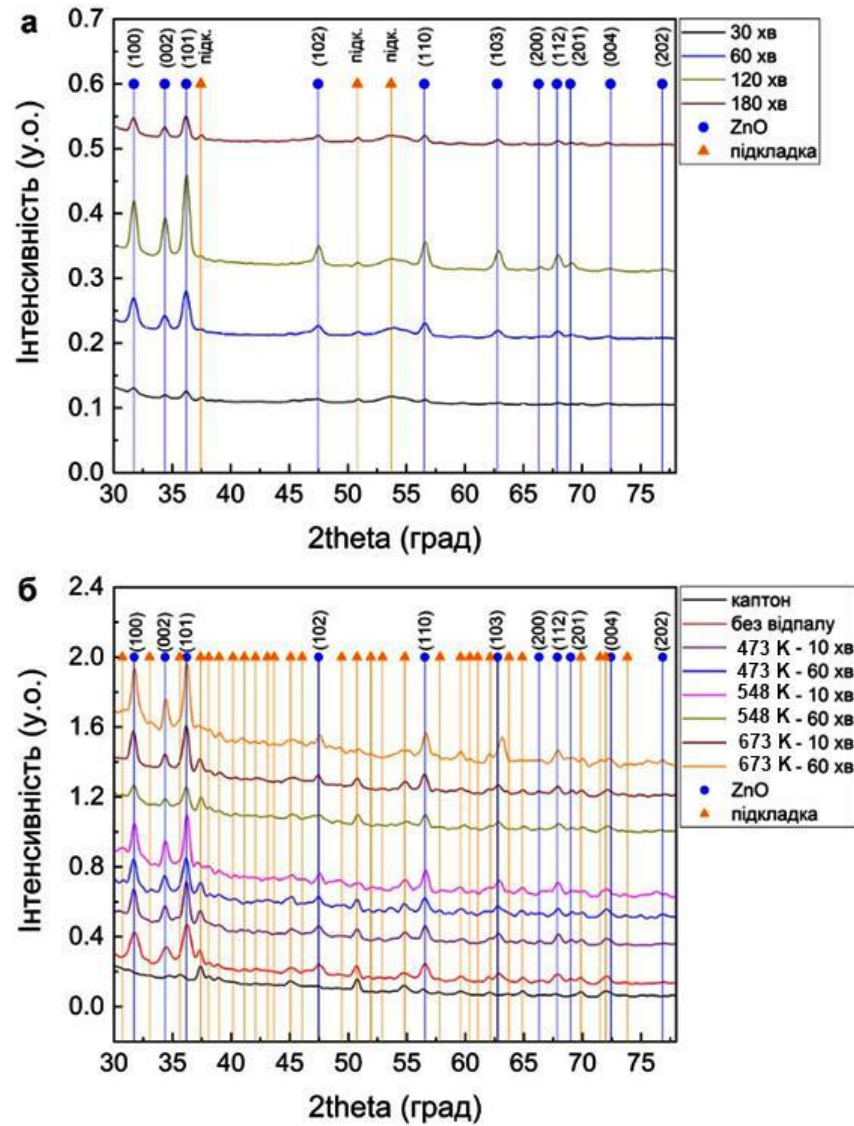 а
0.7
0.6
0.5
0.4
0.3
0.2
0.1
0.0
Інтенсивність (у.о.)
(100)
(002)
(101)
підк.
(102)
підк.
підк.
(110)
(103)
(200)
(112)
(201)
(004)
(202)
30 хв
60 хв
120 хв
180 хв
ZnO
підкладка
30 35 40 45 50 55 60 65 70 75
2theta (град)
б
2.4
2.0
1.6
1.2
0.8
0.4
0.0
Інтенсивність (у.о.)
(100)
(002)
(101)
(102)
(110)
(103)
(200)
(112)
(201)
(004)
(202)
каптон
без відпалу
473 K - 10 хв
473 K - 60 хв
548 K - 10 хв
548 K - 60 хв
673 K - 10 хв
673 K - 60 хв
ZnO
підкладка
30 35 40 45 50 55 60 65 70 75
2theta (град)